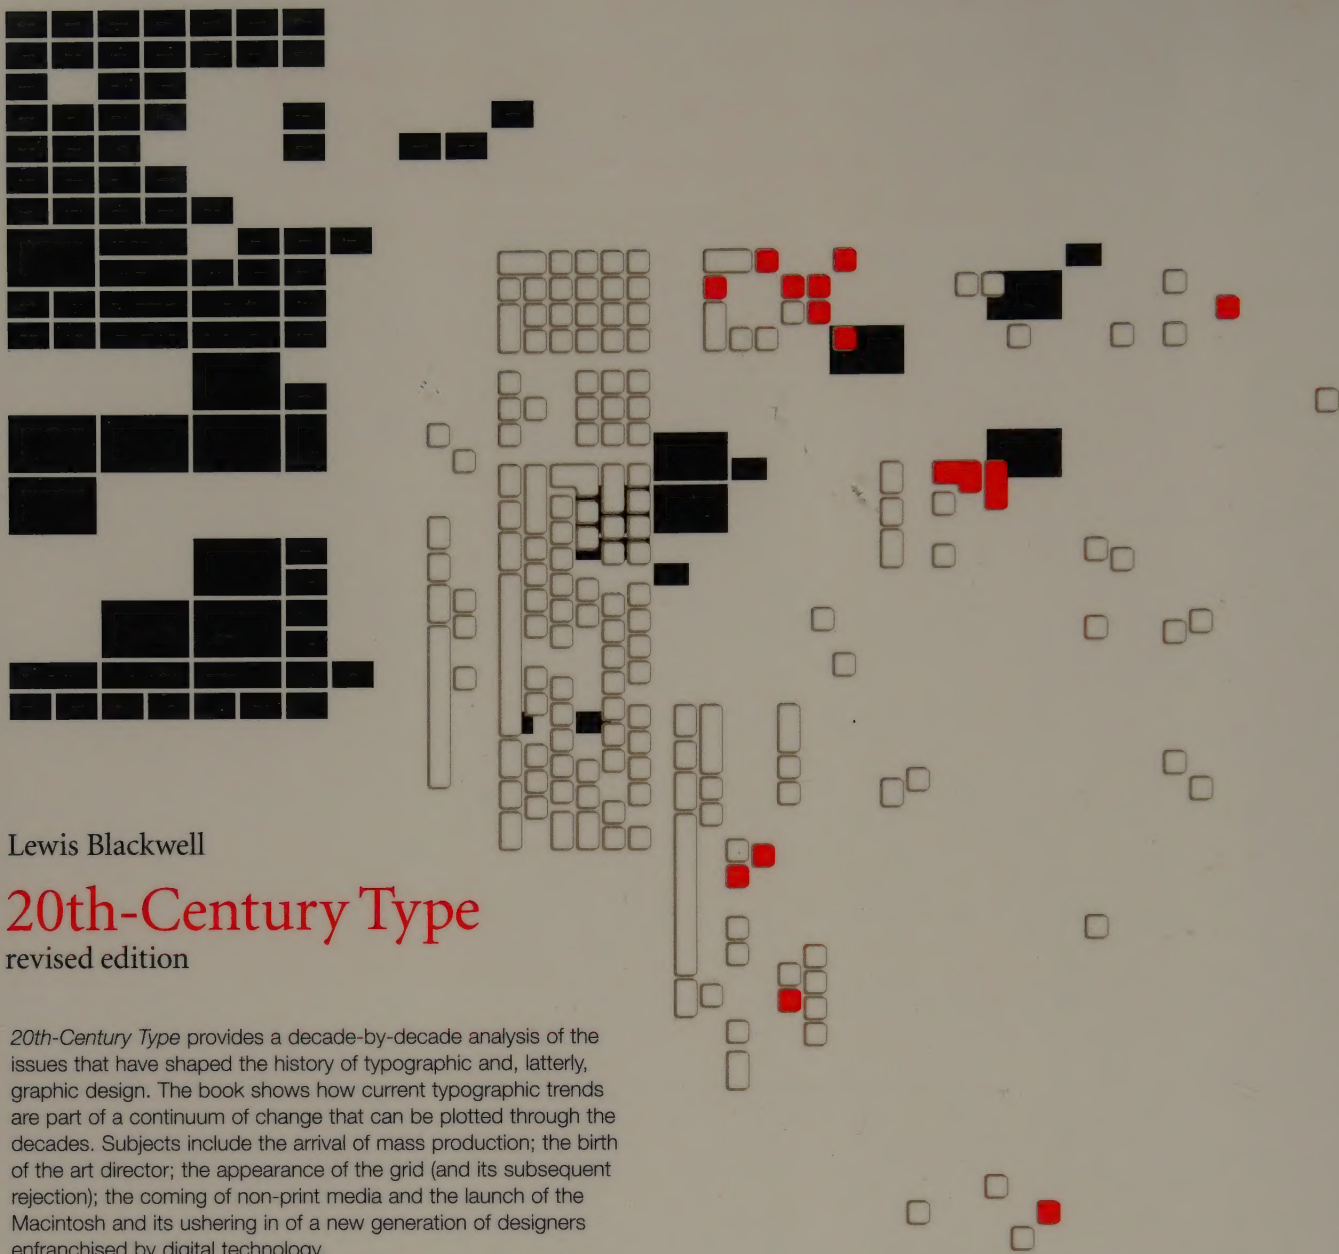 Lewis Blackwell
20th-Century Type
revised edition
20th-Century Type provides a decade-by-decade analysis of the
issues that have shaped the history of typographic and, latterly,
graphic design. The book shows how current typographic trends
are part of a continuum of change that can be plotted through the
decades. Subjects include the arrival of mass production; the birth
of the art director; the appearance of the grid (and its subsequent
rejection); the coming of non-print media and the launch of the
Macintosh and its ushering in of a new generation of designers
enfranchised by digital technology